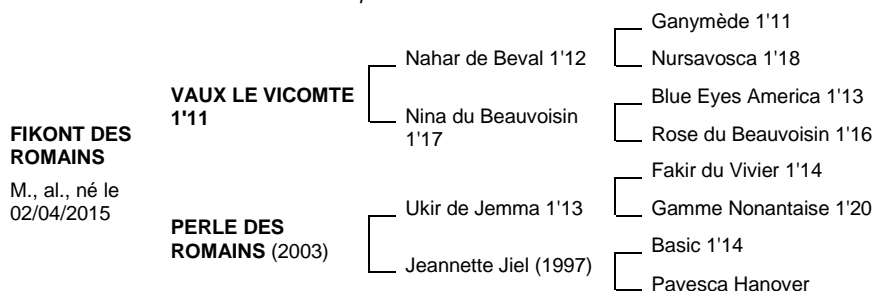 FIKONT DES
ROMAINS
M., al., né le
02/04/2015
VAUX LE VICOMTE
1'11
PERLE DES
ROMAINS (2003)
Nahar de Beval 1'12
Nina du Beauvoisin
1'17
Ukir de Jemma 1'13
Jeannette Jiel (1997)
Ganymède 1'11
Nursavosca 1'18
Blue Eyes America 1'13
Rose du Beauvoisin 1'16
Fakir du Vivier 1'14
Gamme Nonantaise 1'20
Basic 1'14
Pavesca Hanover